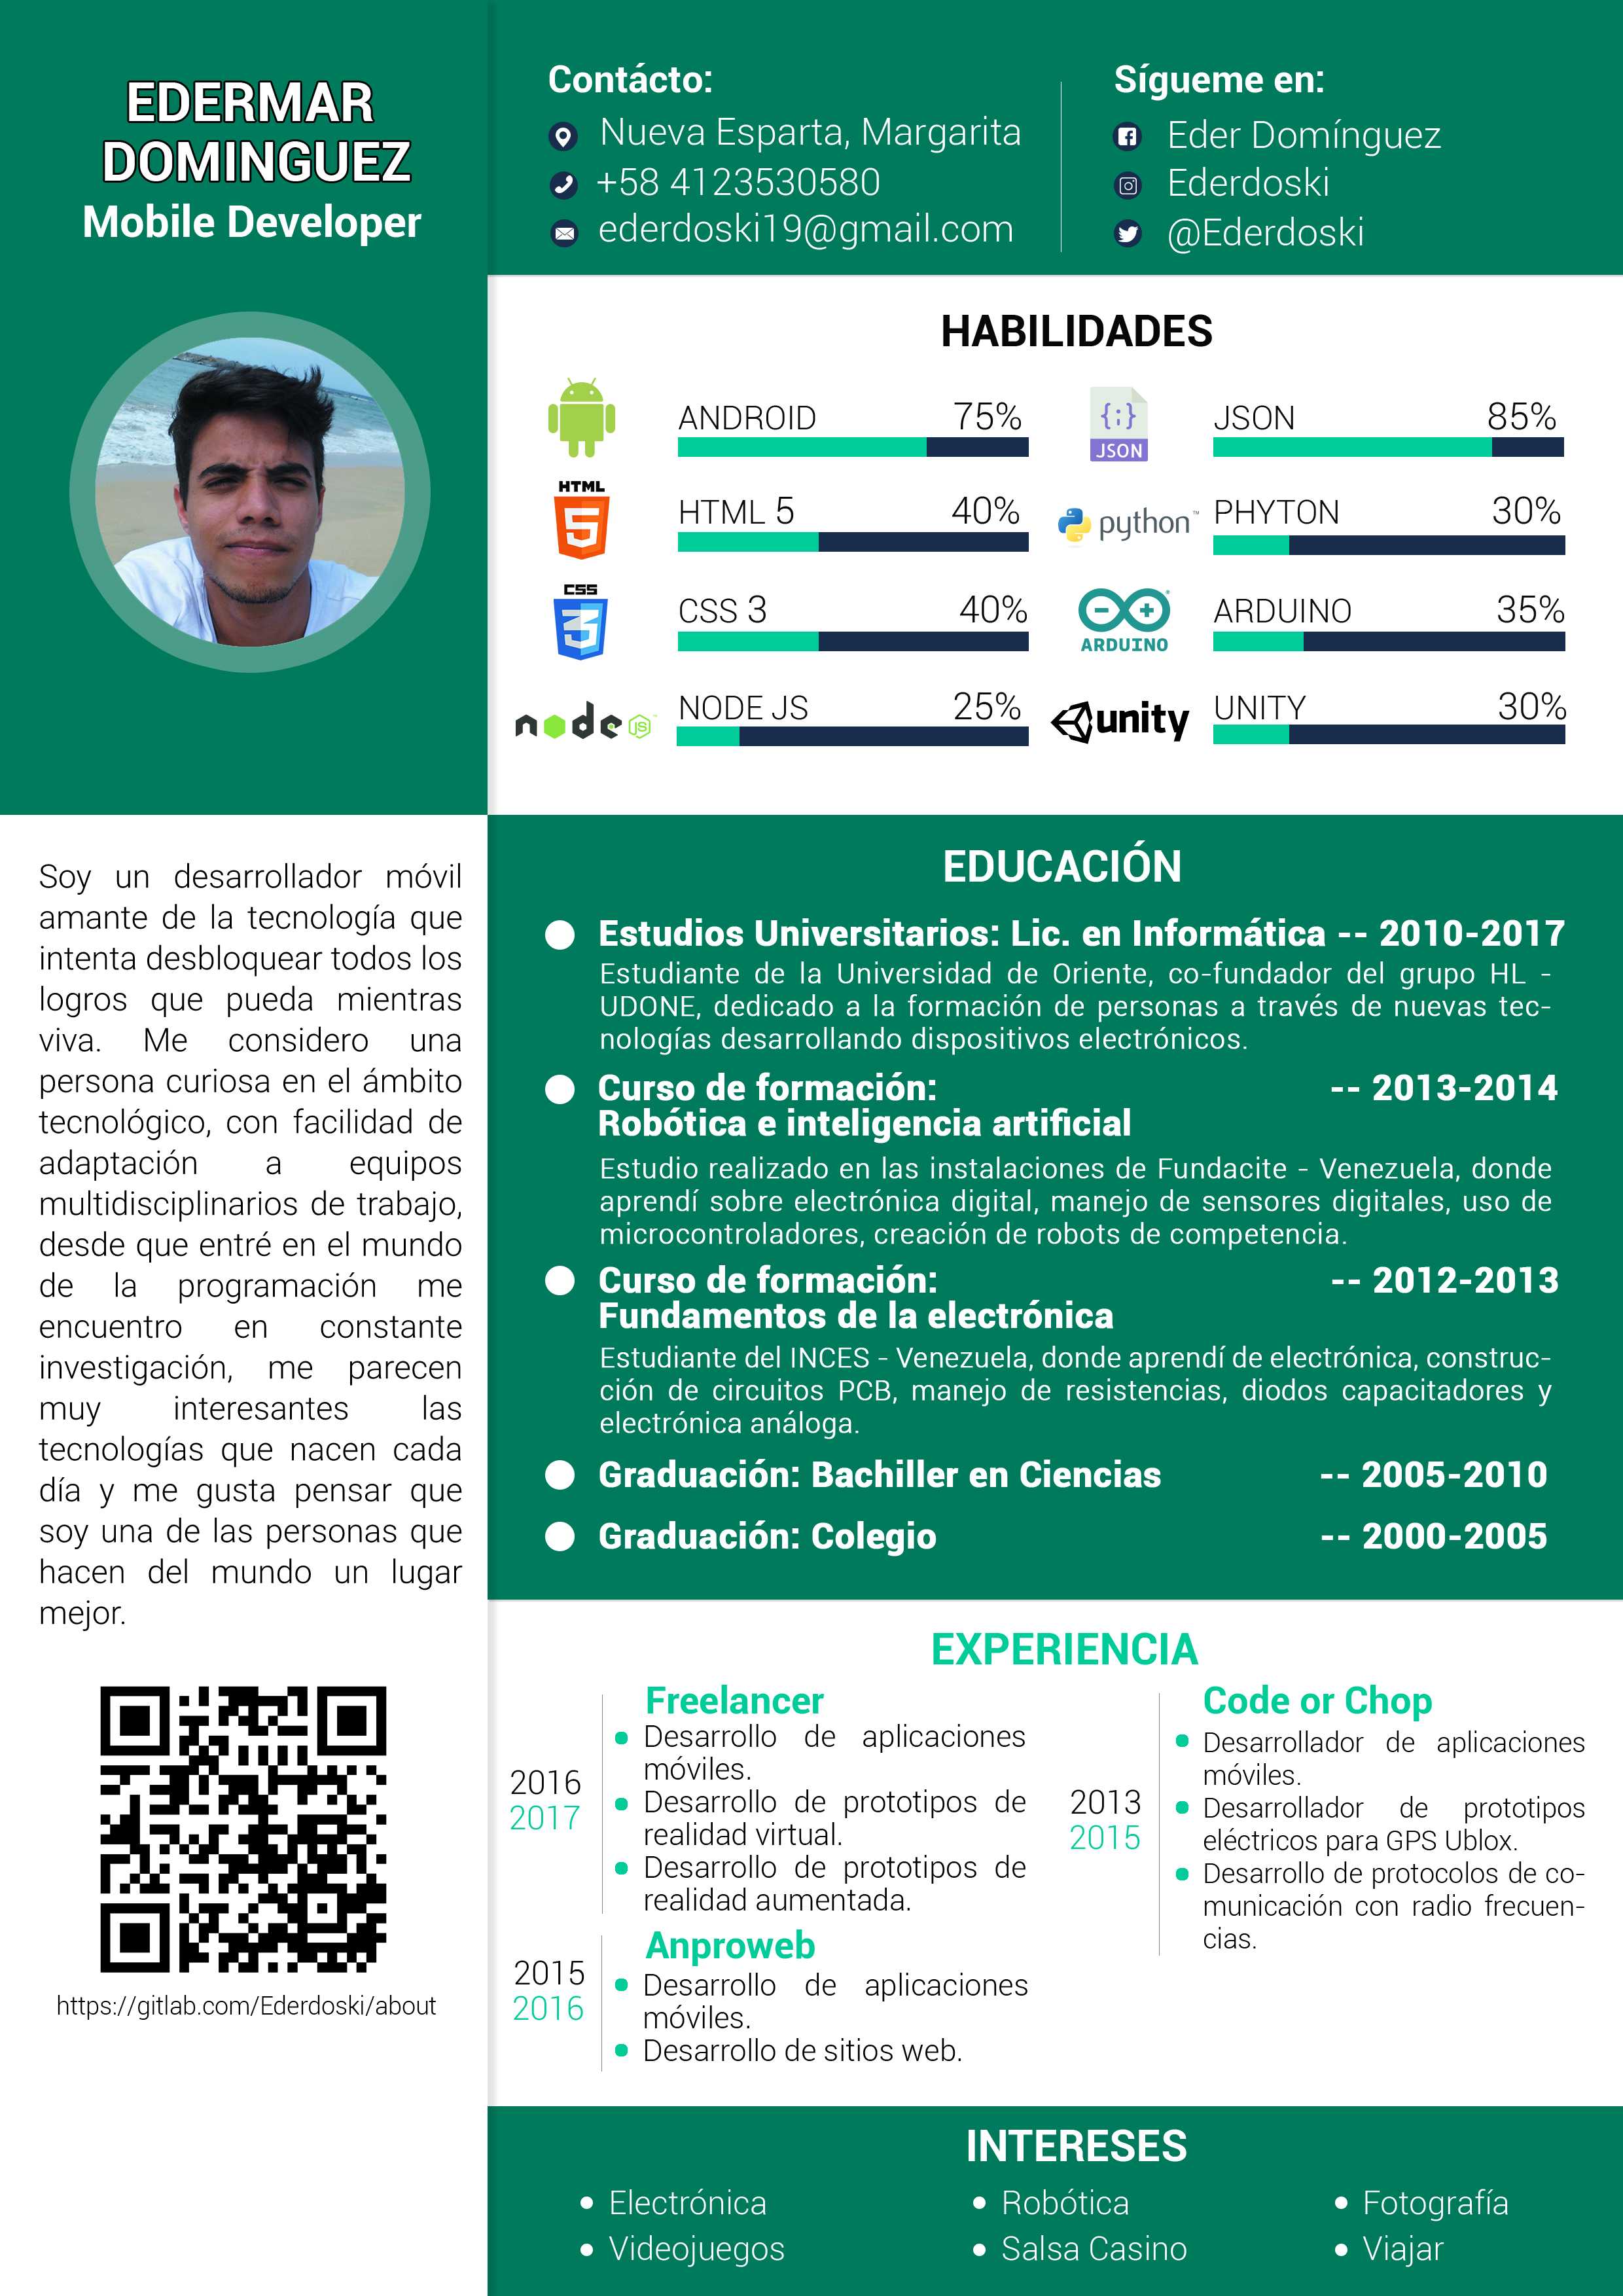 EDERMAR
DOMINGUEZ
Mobile Developer
Contácto:
Nueva Esparta, Margarita
+58 4123530580
ederdoski19@gmail.com
Sígueme en:
Eder Domínguez
Ederdoski
@Ederdoski
HABILIDADES
ANDROID 75%
HTML
5
HTML 5 40%
CSS
3
CSS 3 40%
node JS
NODE JS 25%
{;}
JSON
JSON 85%
python™
PHYTON 30%
ARDUINO
ARDUINO 35%
unity
UNITY 30%
Soy un desarrollador móvil
amante de la tecnología que
intenta desbloquear todos los
logros que pueda mientras
viva. Me considero una
persona curiosa en el ámbito
tecnológico, con facilidad de
adaptación a equipos
multidisciplinarios de trabajo,
desde que entré en el mundo
de la programación me
encuentro en constante
investigación, me parecen
muy interesantes las
tecnologías que nacen cada
día y me gusta pensar que
soy una de las personas que
hacen del mundo un lugar
mejor.
https://gitlab.com/Ederdoski/about
EDUCACIÓN
Estudios Universitarios: Lic. en Informática -- 2010-2017
Estudiante de la Universidad de Oriente, co-fundador del grupo HL -
UDONE, dedicado a la formación de personas a través de nuevas tec-
nologías desarrollando dispositivos electrónicos.
Curso de formación: -- 2013-2014
Robótica e inteligencia artificial
Estudio realizado en las instalaciones de Fundacite - Venezuela, donde
aprendí sobre electrónica digital, manejo de sensores digitales, uso de
microcontroladores, creación de robots de competencia.
Curso de formación: -- 2012-2013
Fundamentos de la electrónica
Estudiante del INCES - Venezuela, donde aprendí de electrónica, construc-
ción de circuitos PCB, manejo de resistencias, diodos capacitadores y
electrónica análoga.
Graduación: Bachiller en Ciencias -- 2005-2010
Graduación: Colegio -- 2000-2005
EXPERIENCIA
2016
2017
Freelancer
Desarrollo de aplicaciones
móviles.
Desarrollo de prototipos de
realidad virtual.
Desarrollo de prototipos de
realidad aumentada.
2015
2016
Anproweb
Desarrollo de aplicaciones
móviles.
Desarrollo de sitios web.
2013
2015
Code or Chop
Desarrollador de aplicaciones
móviles.
Desarrollador de prototipos
eléctricos para GPS Ublox.
Desarrollo de protocolos de co-
municación con radio frecuen-
cias.
INTERESES
Electrónica
Videojuegos
Robótica
Salsa Casino
Fotografía
Viajar